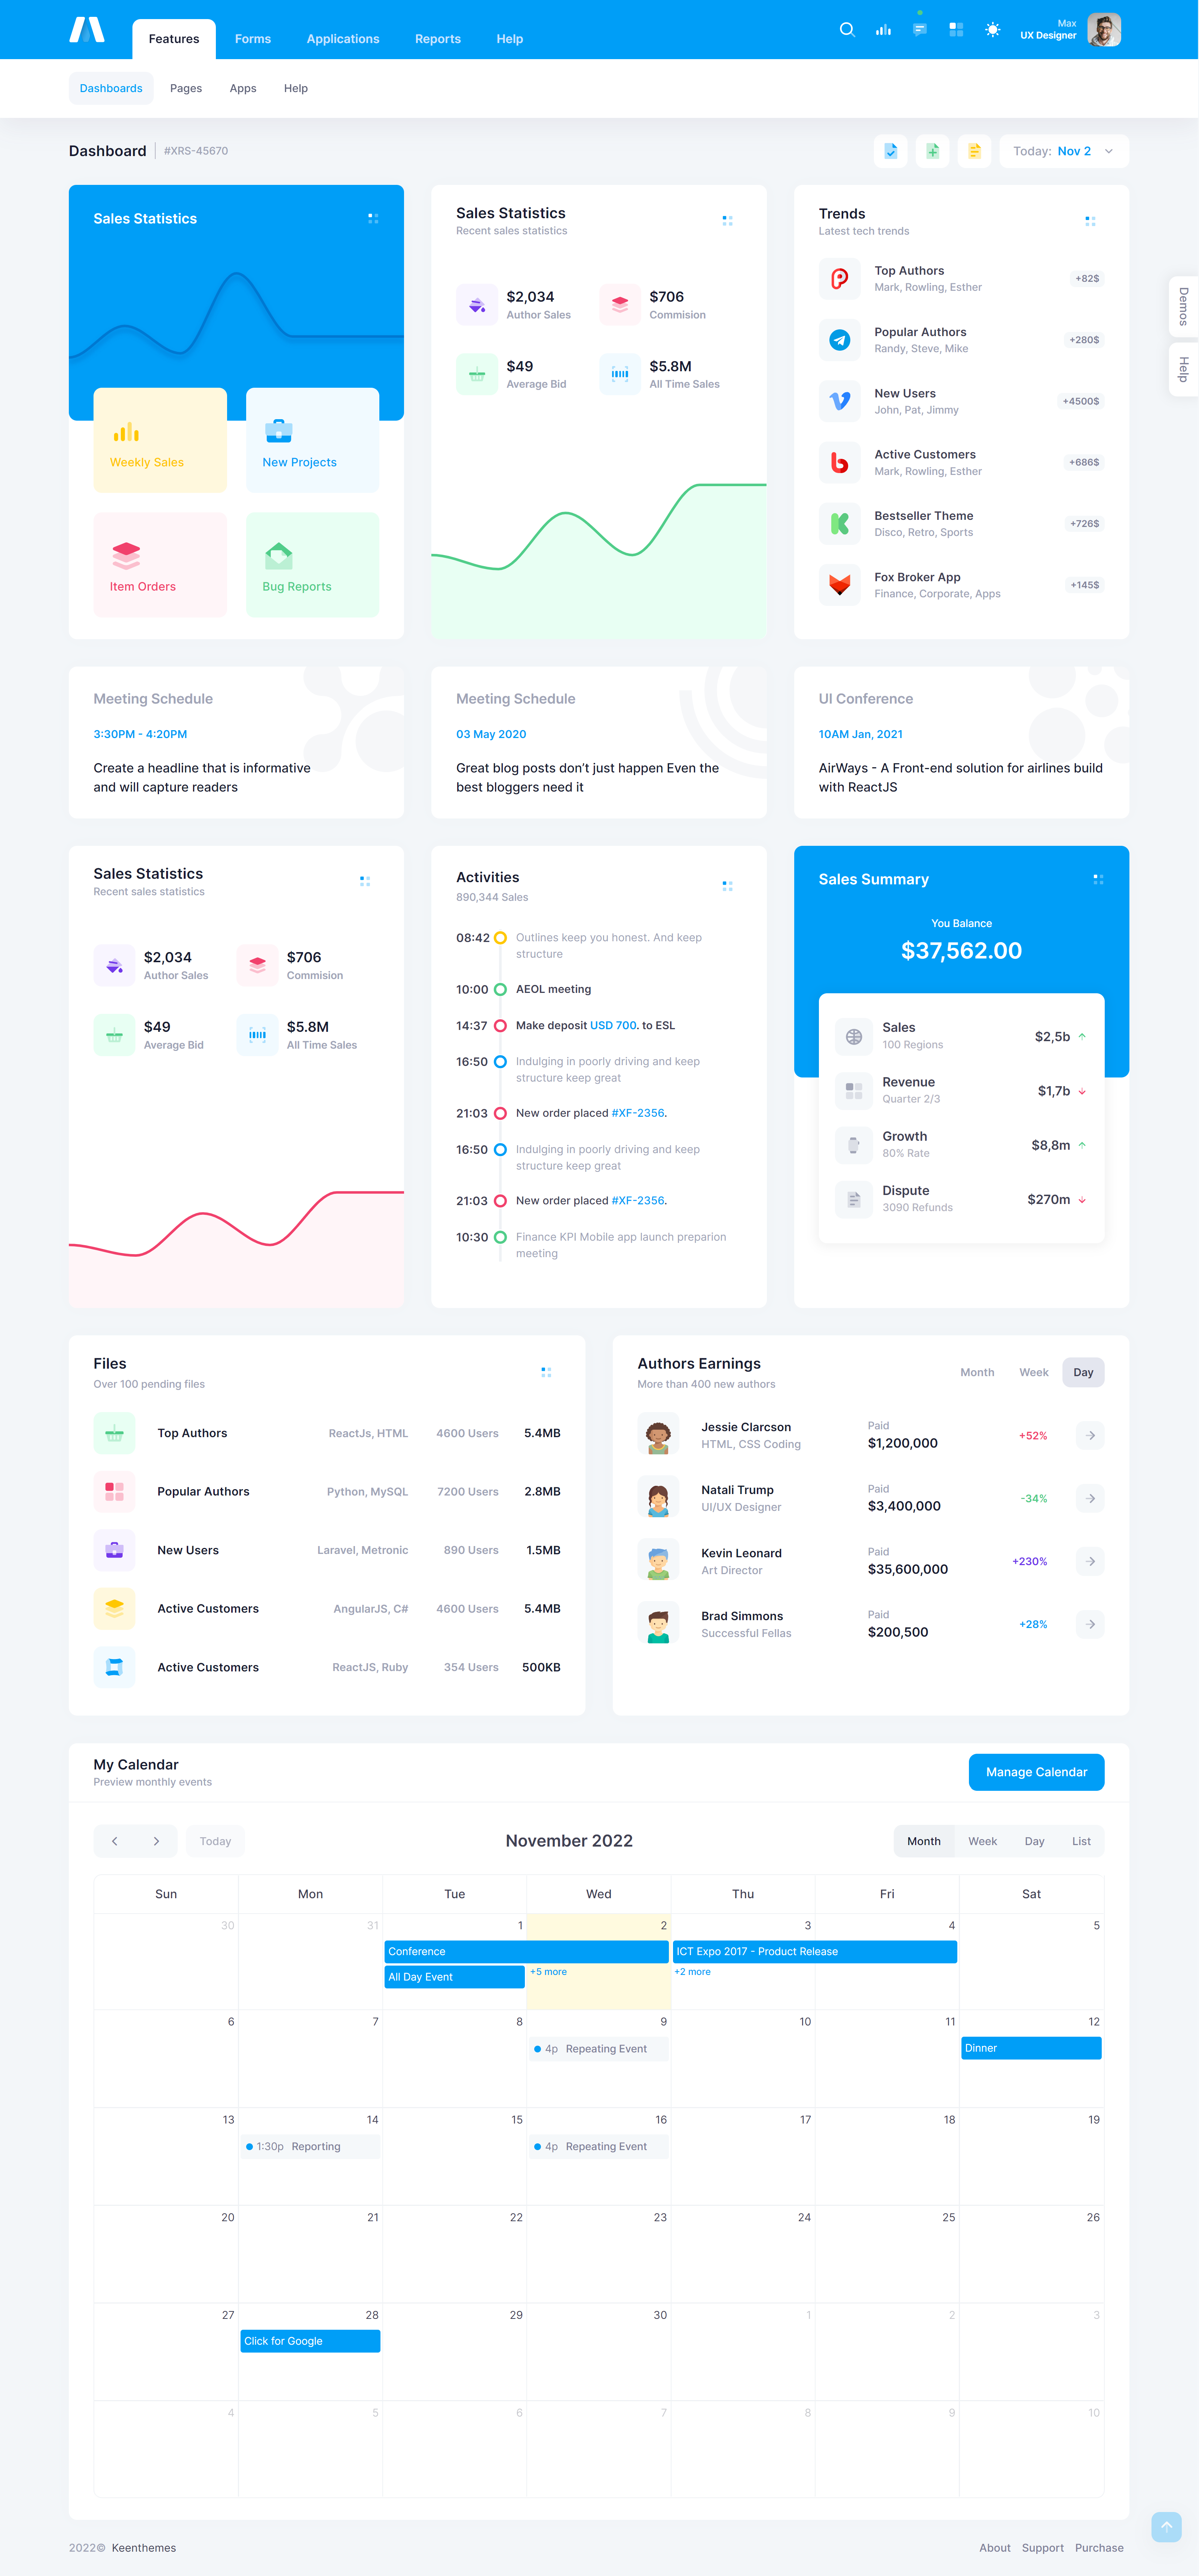 Features
Forms
Applications
Reports
Help
Max
UX Designer
Dashboards
Pages
Apps
Help
Dashboard
#XRS-45670
Today: Nov 2
Demos
Help
Sales Statistics
Weekly Sales
New Projects
Item Orders
Bug Reports
Sales Statistics
Recent sales statistics
$2,034
Author Sales
$706
Commision
$49
Average Bid
$5.8M
All Time Sales
Trends
Latest tech trends
Top Authors
Mark, Rowling, Esther
+82$
Popular Authors
Randy, Steve, Mike
+280$
New Users
John, Pat, Jimmy
+4500$
Active Customers
Mark, Rowling, Esther
+686$
Bestseller Theme
Disco, Retro, Sports
+726$
Fox Broker App
Finance, Corporate, Apps
+145$
Meeting Schedule
3:30PM - 4:20PM
Create a headline that is informative
and will capture readers
Meeting Schedule
03 May 2020
Great blog posts don't just happen Even the
best bloggers need it
UI Conference
10AM Jan, 2021
AirWays - A Front-end solution for airlines build
with ReactJS
Sales Statistics
Recent sales statistics
$2,034
Author Sales
$706
Commision
$49
Average Bid
$5.8M
All Time Sales
Activities
890,344 Sales
08:42 Outlines keep you honest. And keep
structure
10:00 AEOL meeting
14:37 Make deposit USD 700. to ESL
16:50 Indulging in poorly driving and keep
structure keep great
21:03 New order placed #XF-2356.
16:50 Indulging in poorly driving and keep
structure keep great
21:03 New order placed #XF-2356.
10:30 Finance KPI Mobile app launch preparion
meeting
Sales Summary
You Balance
$37,562.00
Sales
100 Regions
$2,5b
Revenue
Quarter 2/3
$1,7b
Growth
80% Rate
$8,8m
Dispute
3090 Refunds
$270m
Files
Over 100 pending files
Top Authors ReactJs, HTML 4600 Users 5.4MB
Popular Authors Python, MySQL 7200 Users 2.8MB
New Users Laravel, Metronic 890 Users 1.5MB
Active Customers AngularJS, C# 4600 Users 5.4MB
Active Customers ReactJS, Ruby 354 Users 500KB
Authors Earnings
More than 400 new authors
Month Week Day
Jessie Clarcson
HTML, CSS Coding
Paid
$1,200,000
+52%
Natali Trump
UI/UX Designer
Paid
$3,400,000
-34%
Kevin Leonard
Art Director
Paid
$35,600,000
+230%
Brad Simmons
Successful Fellas
Paid
$200,500
+28%
My Calendar
Preview monthly events
Manage Calendar
Today
November 2022
Month Week Day List
Sun Mon Tue Wed Thu Fri Sat
30 31 1 2 3 4 5
Conference
ICT Expo 2017 - Product Release
All Day Event
+5 more
+2 more
6 7 8 9 10 11 12
4p Repeating Event
Dinner
13 14 15 16 17 18 19
1:30p Reporting
4p Repeating Event
20 21 22 23 24 25 26
27 28 29 30 1 2 3
Click for Google
4 5 6 7 8 9 10
2022© Keenthemes
About Support Purchase